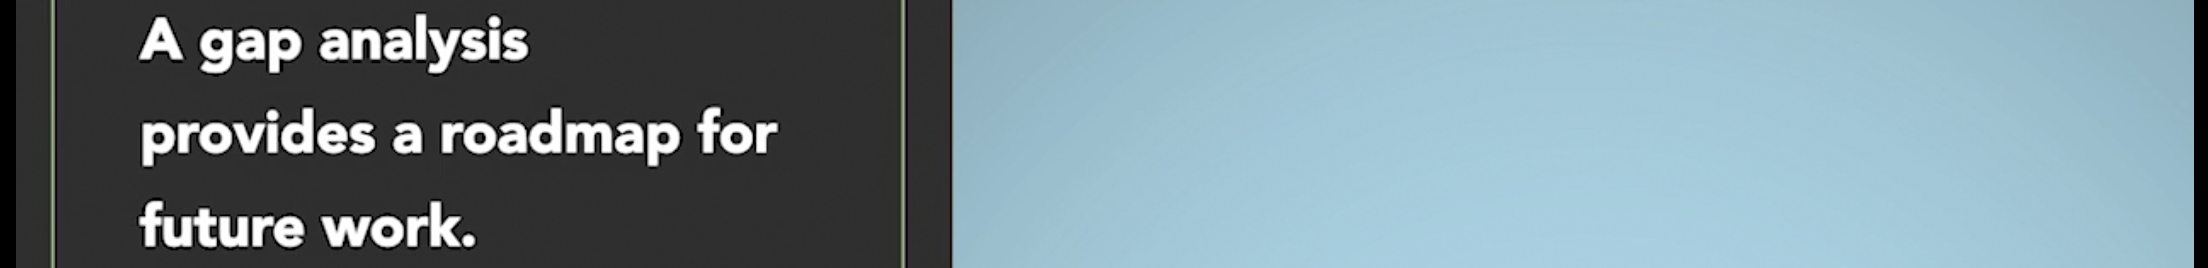 A gap analysis
provides a roadmap for
future work.